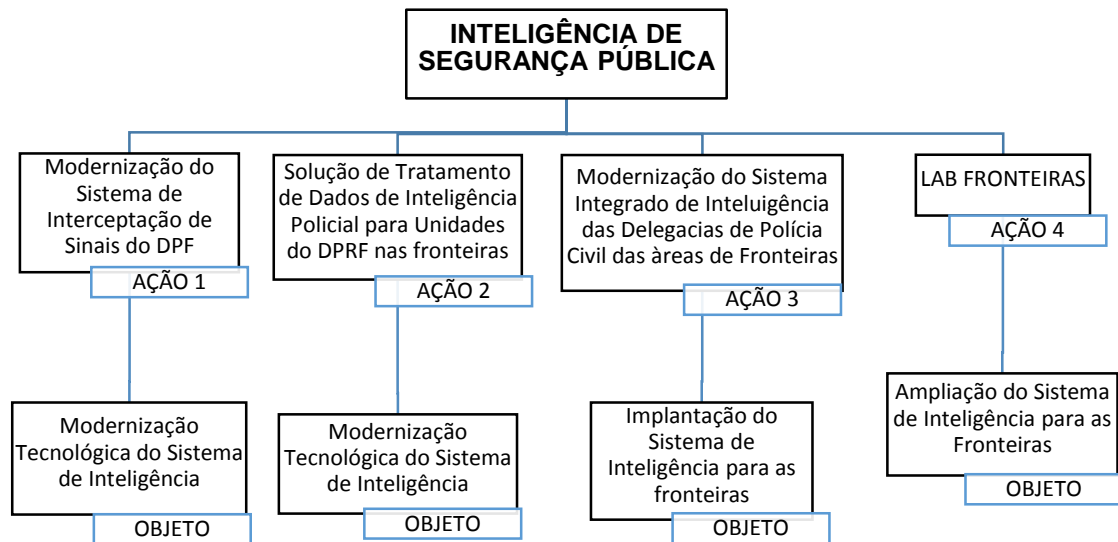 INTELIGÊNCIA DE
SEGURANÇA PÚBLICA
Modernização do
Sistema de
Interceptação de
Sinais do DPF
AÇÃO 1
Solução de Tratamento
de Dados de Inteligência
Policial para Unidades
do DPRF nas fronteiras
AÇÃO 2
Modernização do Sistema
Integrado de Inteluigência
das Delegacias de Polícia
Civil das àreas de Fronteiras
AÇÃO 3
LAB FRONTEIRAS
AÇÃO 4
Modernização
Tecnológica do Sistema
de Inteligência
OBJETO
Modernização
Tecnológica do Sistema
de Inteligência
OBJETO
Implantação do
Sistema de
Inteligência para as
fronteiras
OBJETO
Ampliação do Sistema
de Inteligência para as
Fronteiras
OBJETO